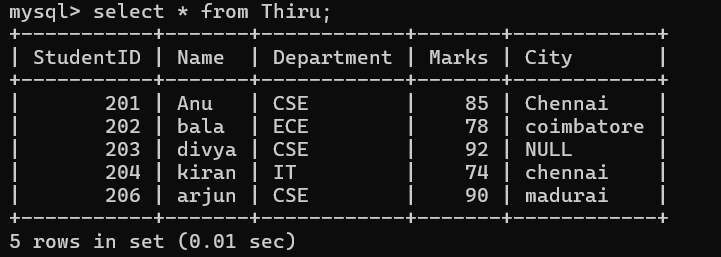 mysql> select * from Thiru;
+-----------+-------+------------+-------+------------+
| StudentID | Name  | Department | Marks | City       |
+-----------+-------+------------+-------+------------+
|       201 | Anu   | CSE        |    85 | Chennai    |
|       202 | bala  | ECE        |    78 | coimbatore |
|       203 | divya | CSE        |    92 | NULL       |
|       204 | kiran | IT         |    74 | chennai    |
|       206 | arjun | CSE        |    90 | madurai    |
+-----------+-------+------------+-------+------------+
5 rows in set (0.01 sec)